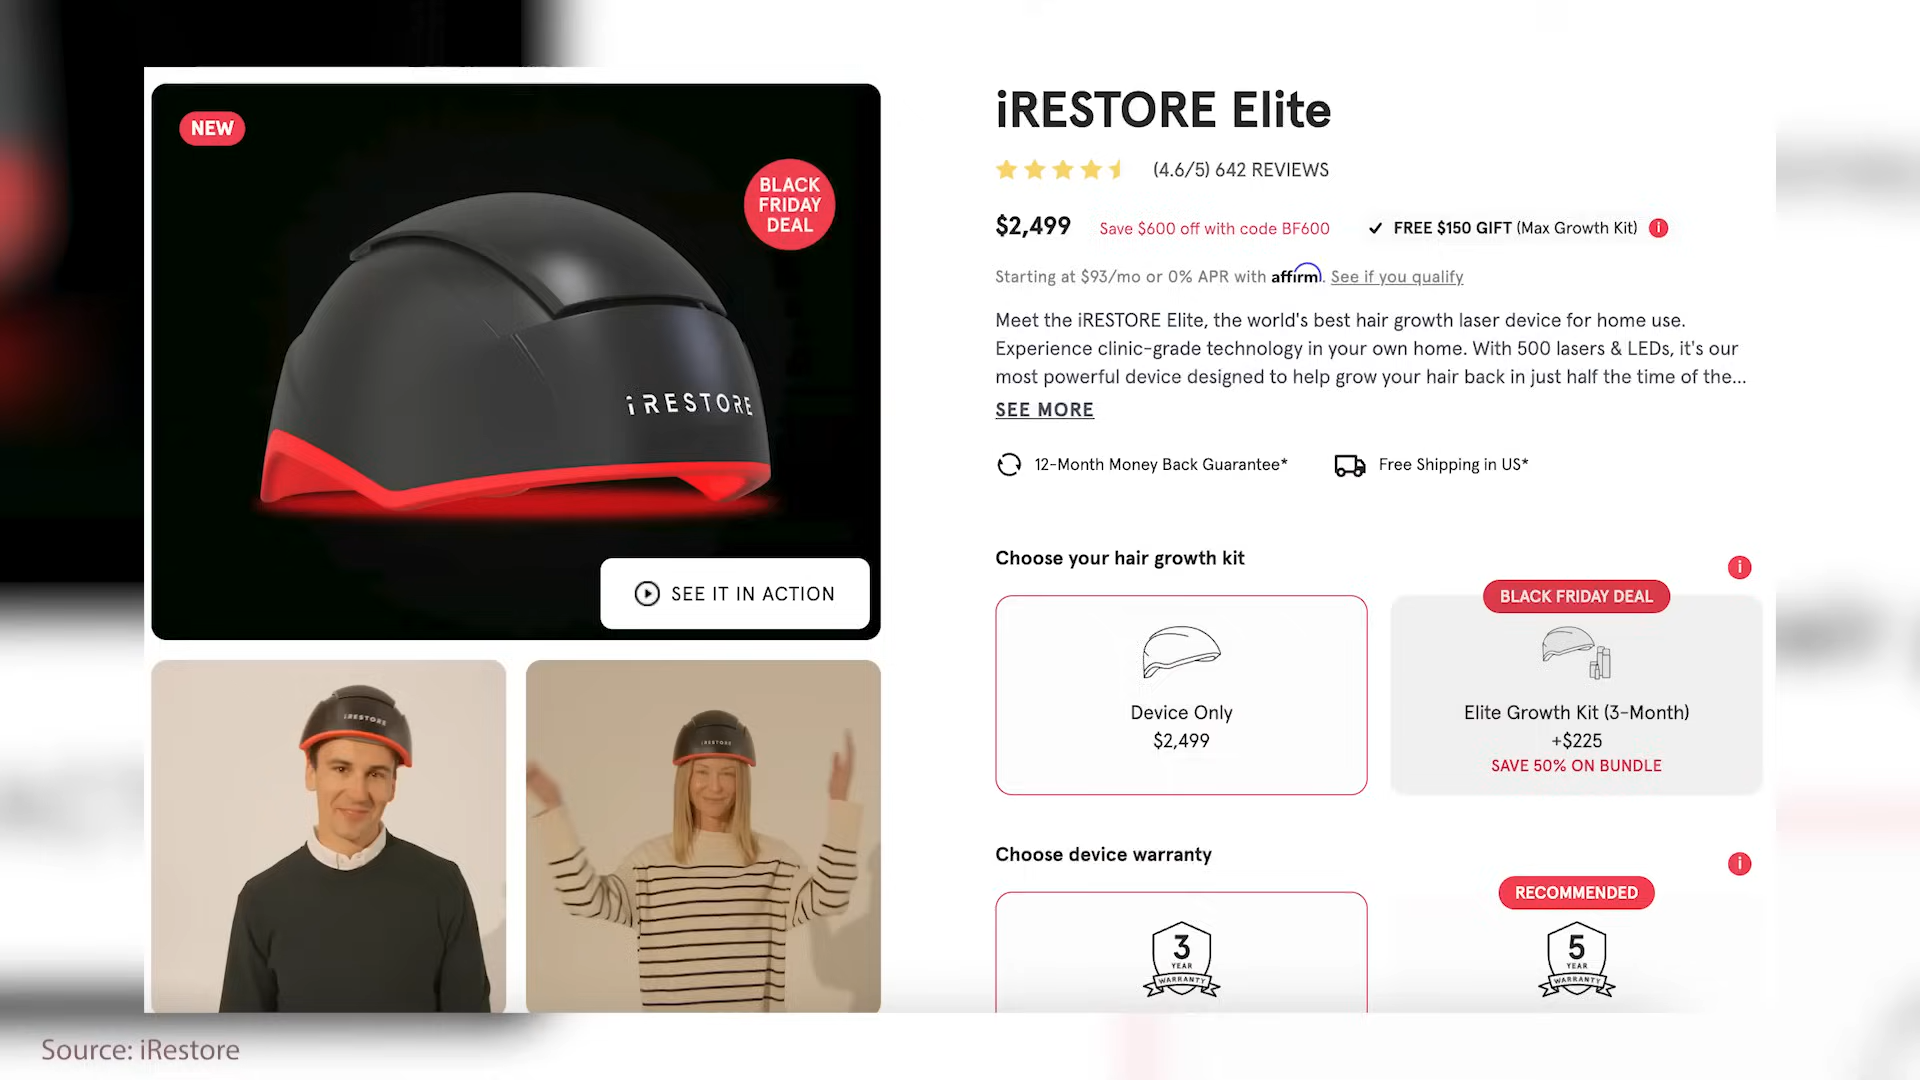 NEW
BLACK
FRIDAY
DEAL
iRESTORE
SEE IT IN ACTION
iRESTORE
iRESTORE
iRESTORE Elite
(4.6/5) 642 REVIEWS
$2,499 Save $600 off with code BF600 FREE $150 GIFT (Max Growth Kit) i
Starting at $93/mo or 0% APR with affirm. See if you qualify
Meet the iRESTORE Elite, the world's best hair growth laser device for home use.
Experience clinic-grade technology in your own home. With 500 lasers & LEDs, it's our
most powerful device designed to help grow your hair back in just half the time of the...
SEE MORE
12-Month Money Back Guarantee* Free Shipping in US*
Choose your hair growth kit i
Device Only
$2,499
BLACK FRIDAY DEAL
Elite Growth Kit (3-Month)
+$225
SAVE 50% ON BUNDLE
Choose device warranty i
3
YEAR
WARRANTY
RECOMMENDED
5
YEAR
WARRANTY
Source: iRestore